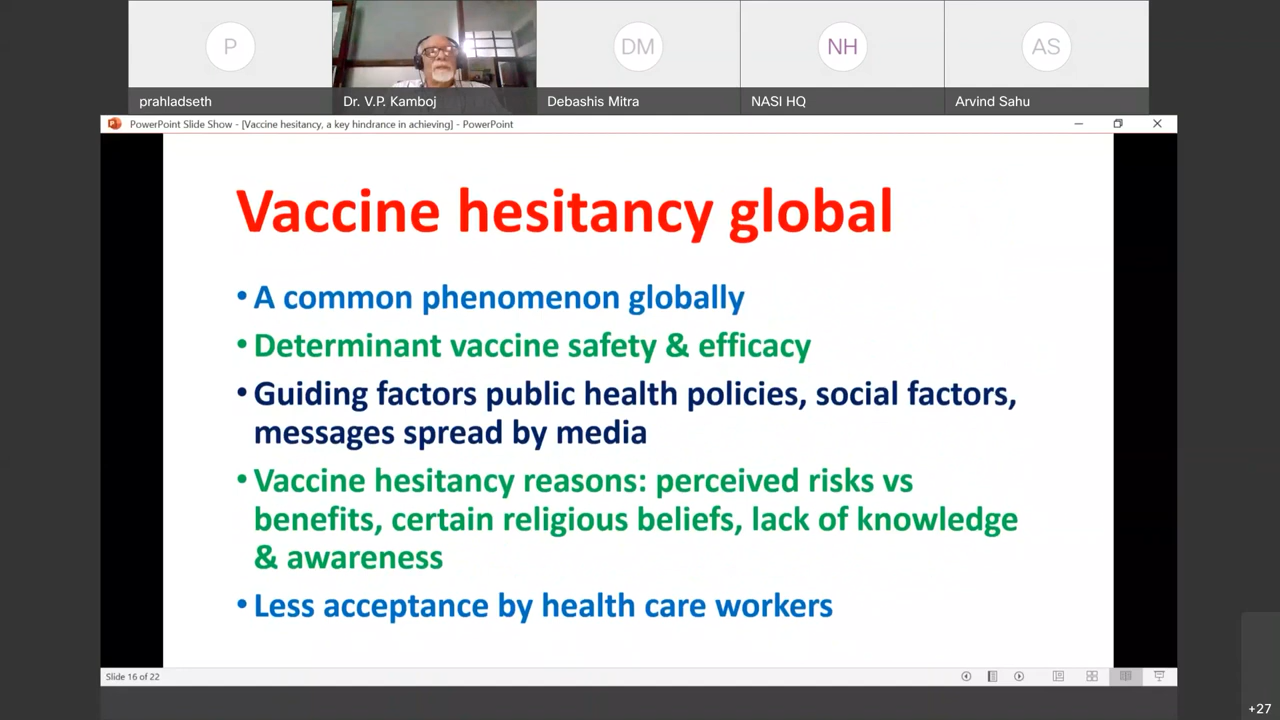 P
DM
NH
AS
prahladseth
Dr. V.P. Kamboj
Debashis Mitra
NASI HQ
Arvind Sahu
PowerPoint Slide Show - [Vaccine hesitancy, a key hindrance in achieving] - PowerPoint
Vaccine hesitancy global
• A common phenomenon globally
• Determinant vaccine safety & efficacy
• Guiding factors public health policies, social factors,
messages spread by media
• Vaccine hesitancy reasons: perceived risks vs
benefits, certain religious beliefs, lack of knowledge
& awareness
• Less acceptance by health care workers
Slide 16 of 22
+27